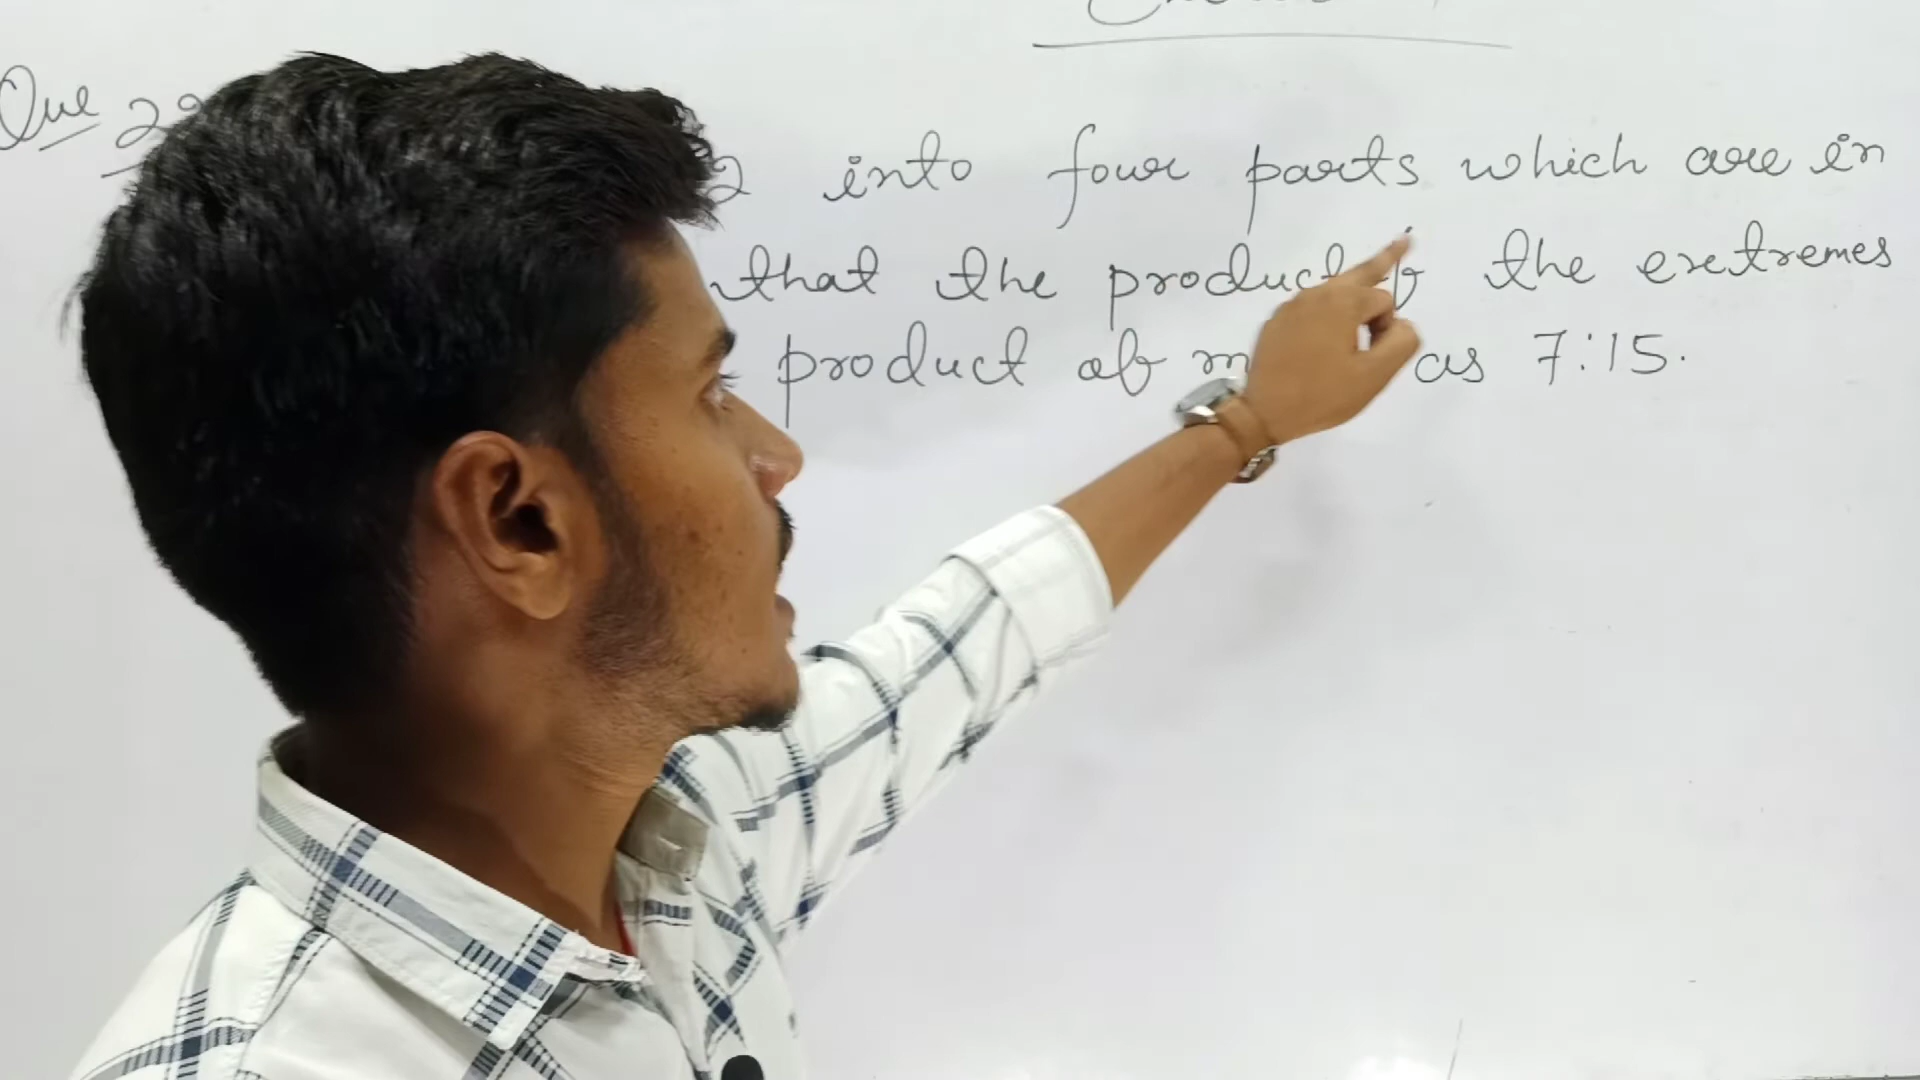 Que 29
2 into four parts which are in
that the product of the extremes
product of as 7:15.